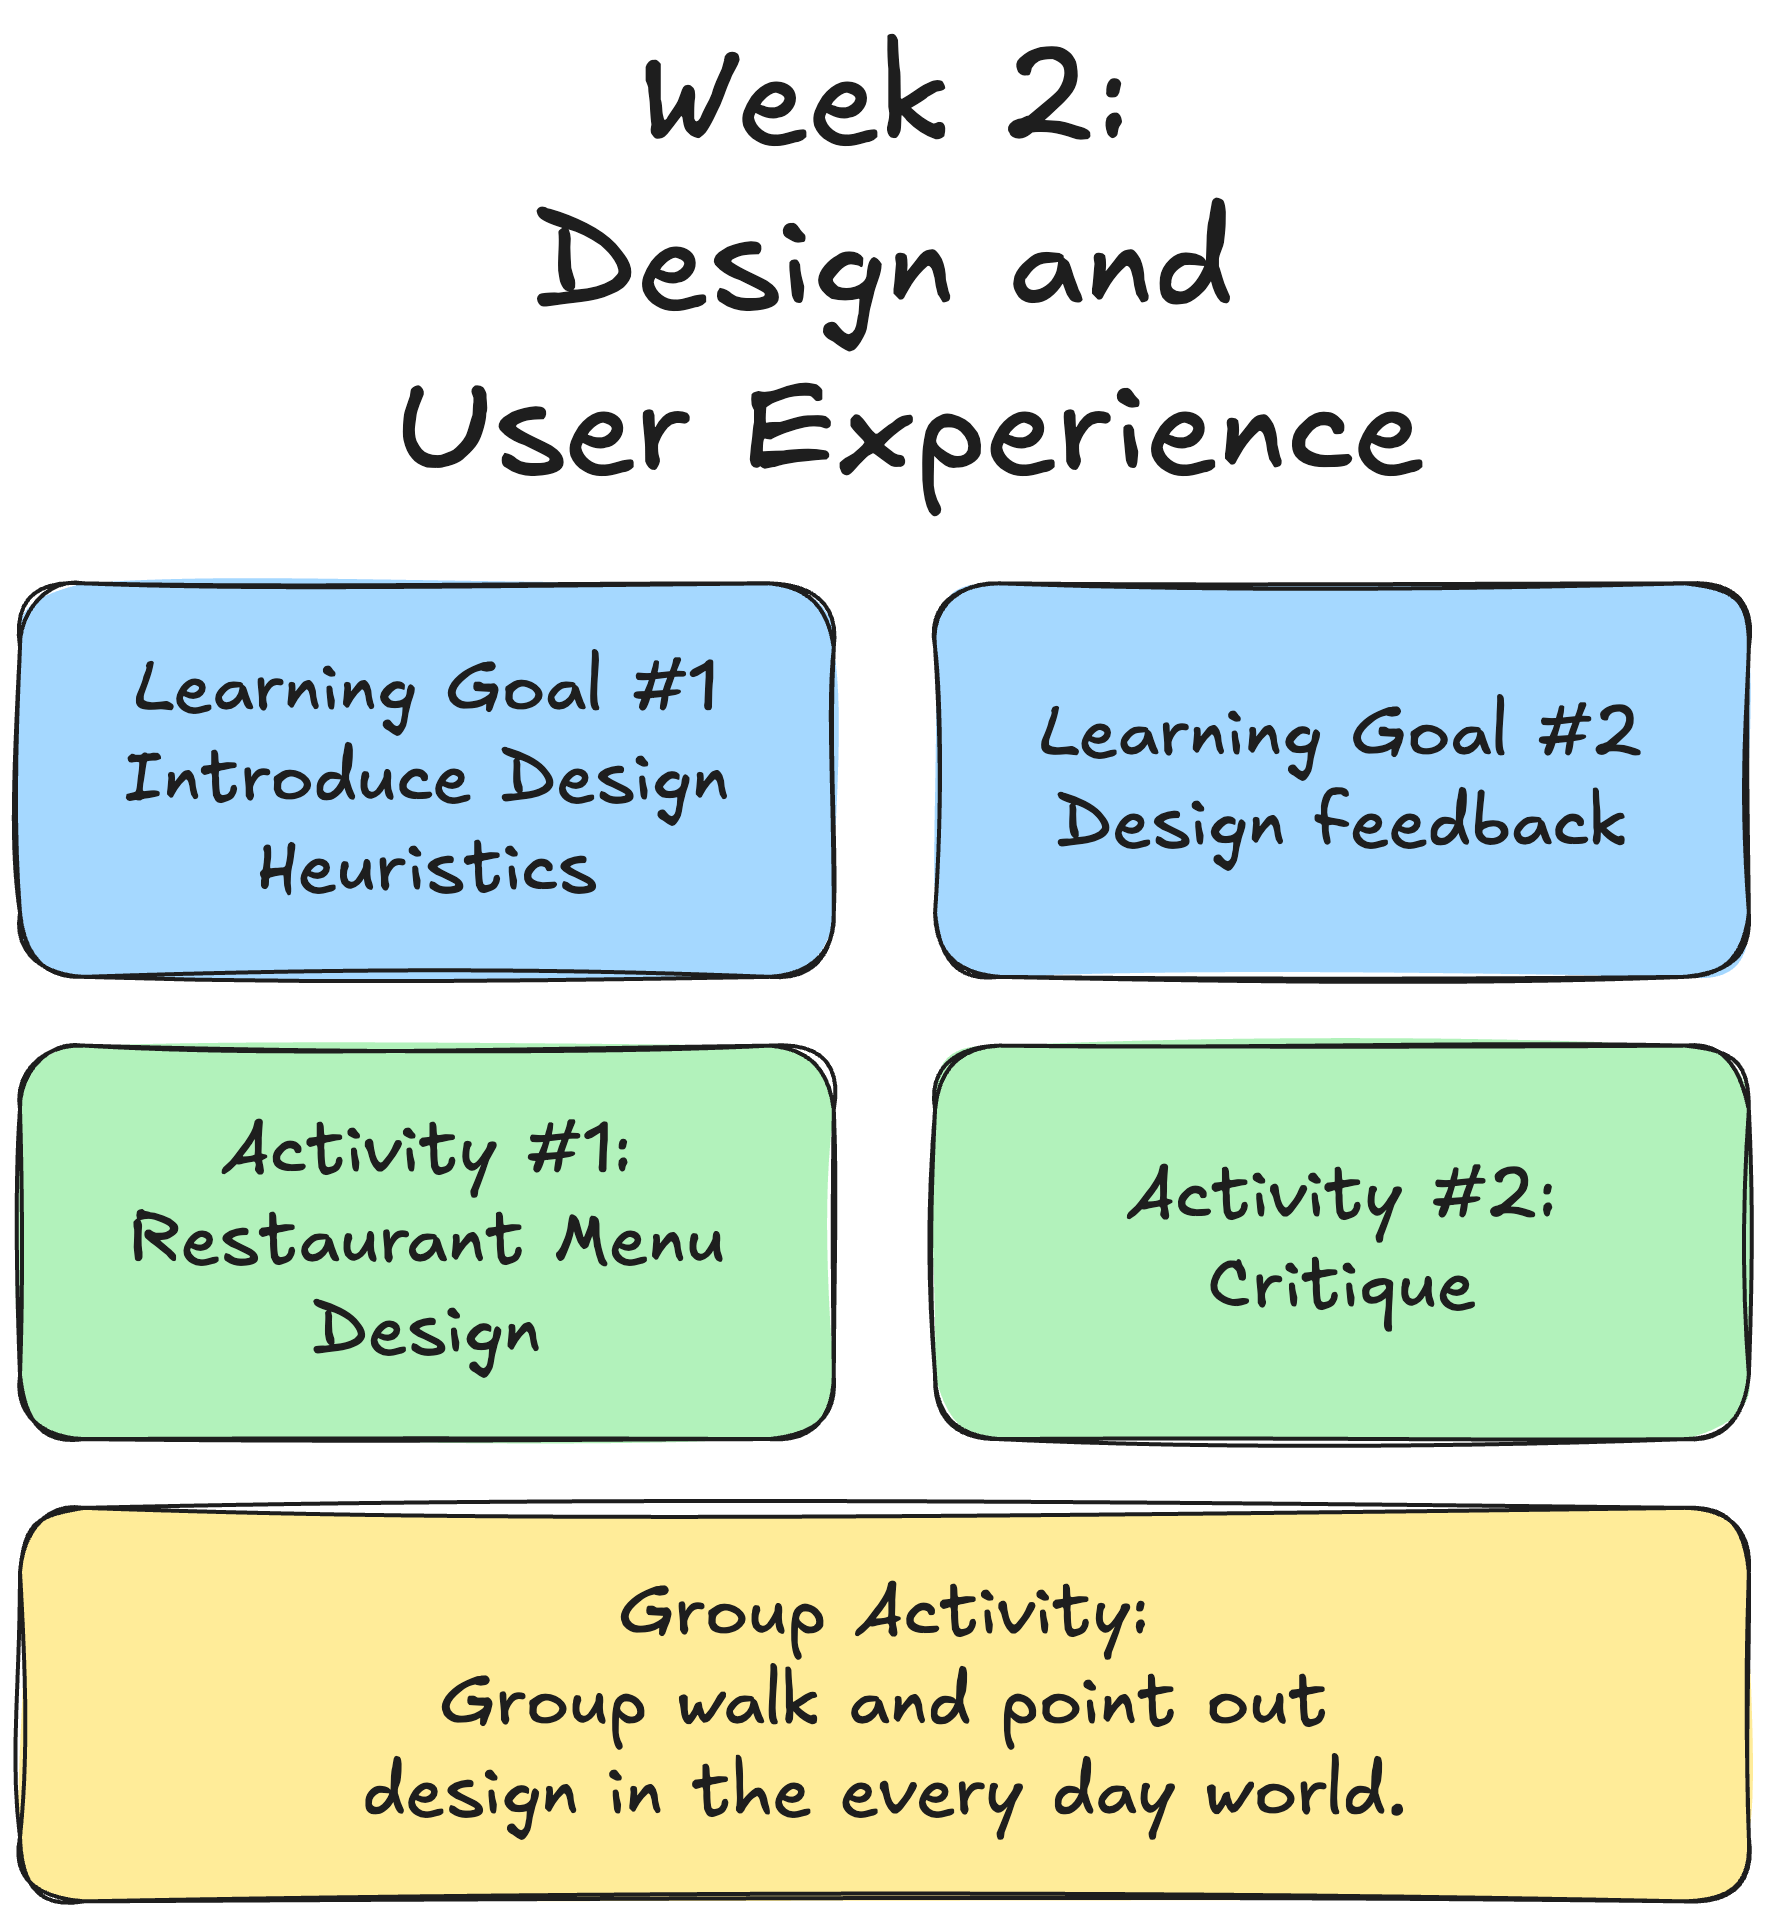 Week 2:
Design and
User Experience
Learning Goal #1
Introduce Design
Heuristics
Learning Goal #2
Design feedback
Activity #1:
Restaurant Menu
Design
Activity #2:
Critique
Group Activity:
Group walk and point out
design in the every day world.